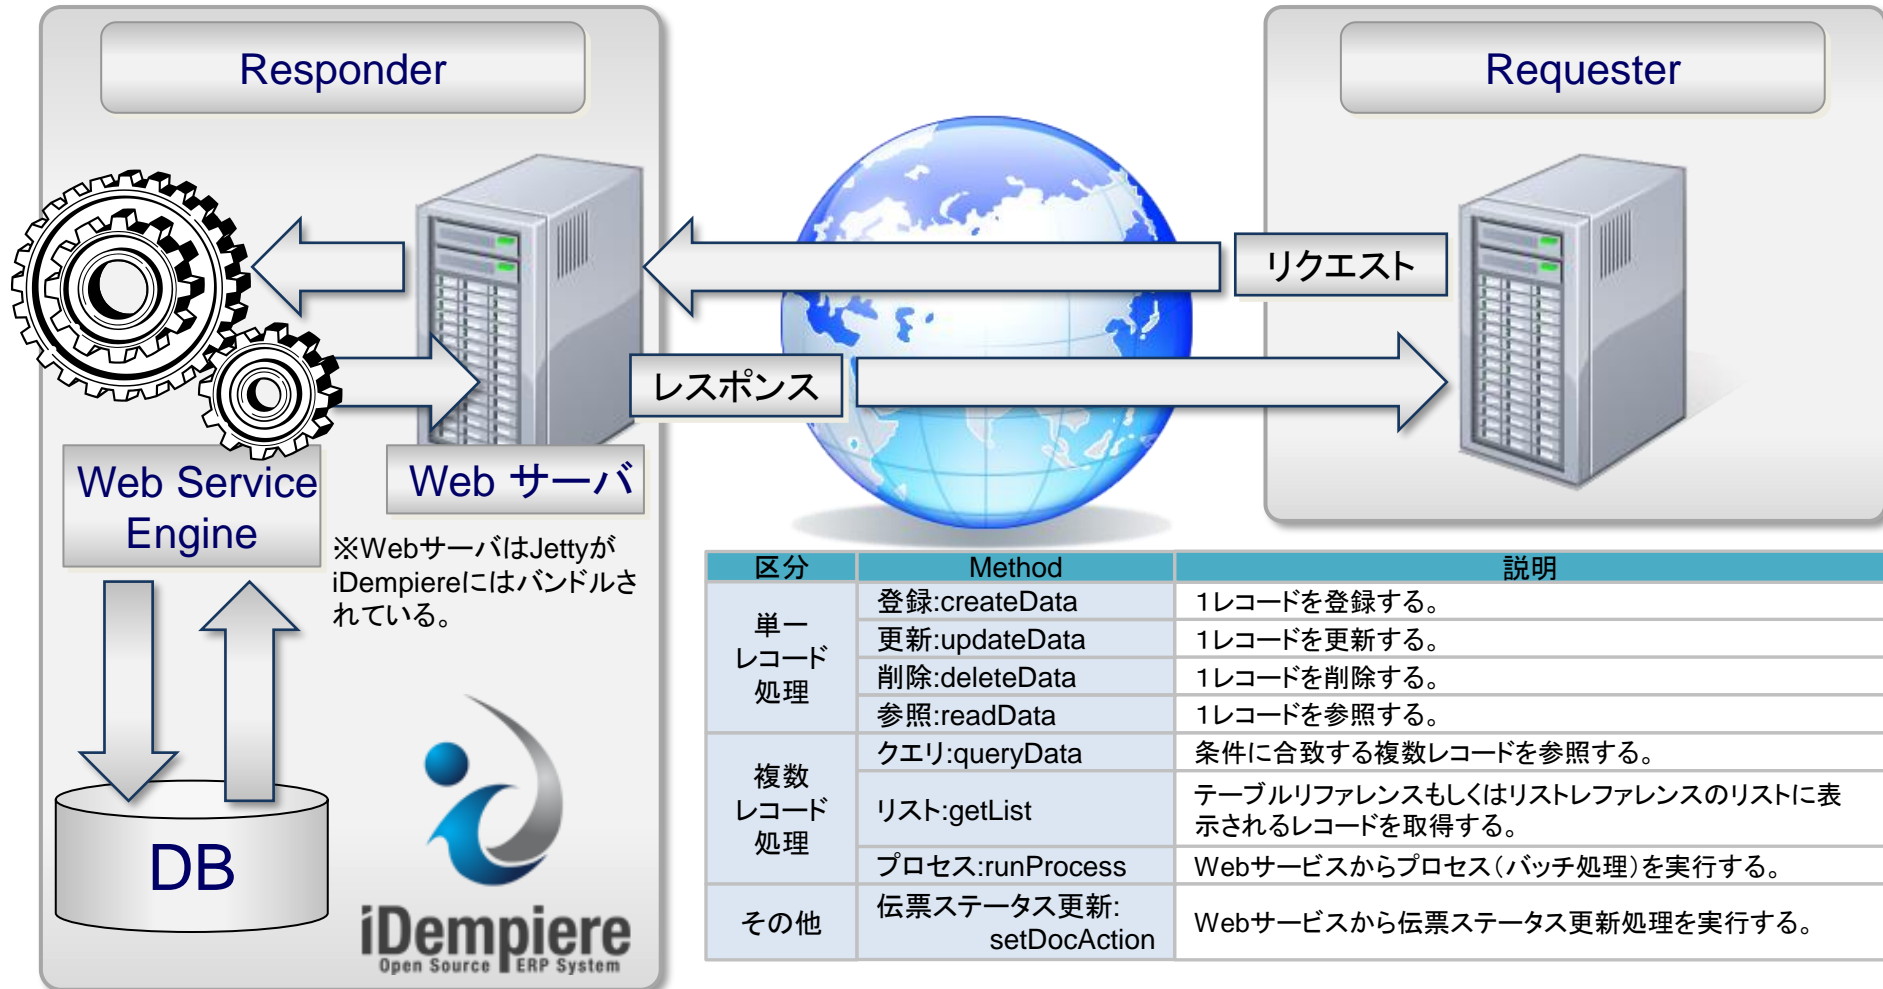 Responder
Requester
リクエスト
レスポンス
Web Service
Engine
Web サーバ
※WebサーバはJettyが
iDempiereにはバンドルさ
れている。
DB
iDempiere
Open Source ERP System
区分 Method 説明
単一
レコード
処理
登録:createData 1レコードを登録する。
更新:updateData 1レコードを更新する。
削除:deleteData 1レコードを削除する。
参照:readData 1レコードを参照する。
複数
レコード
処理
クエリ:queryData 条件に合致する複数レコードを参照する。
リスト:getList テーブルリファレンスもしくはリストレファレンスのリストに表
示されるレコードを取得する。
プロセス:runProcess Webサービスからプロセス(バッチ処理)を実行する。
その他
伝票ステータス更新:
setDocAction
Webサービスから伝票ステータス更新処理を実行する。